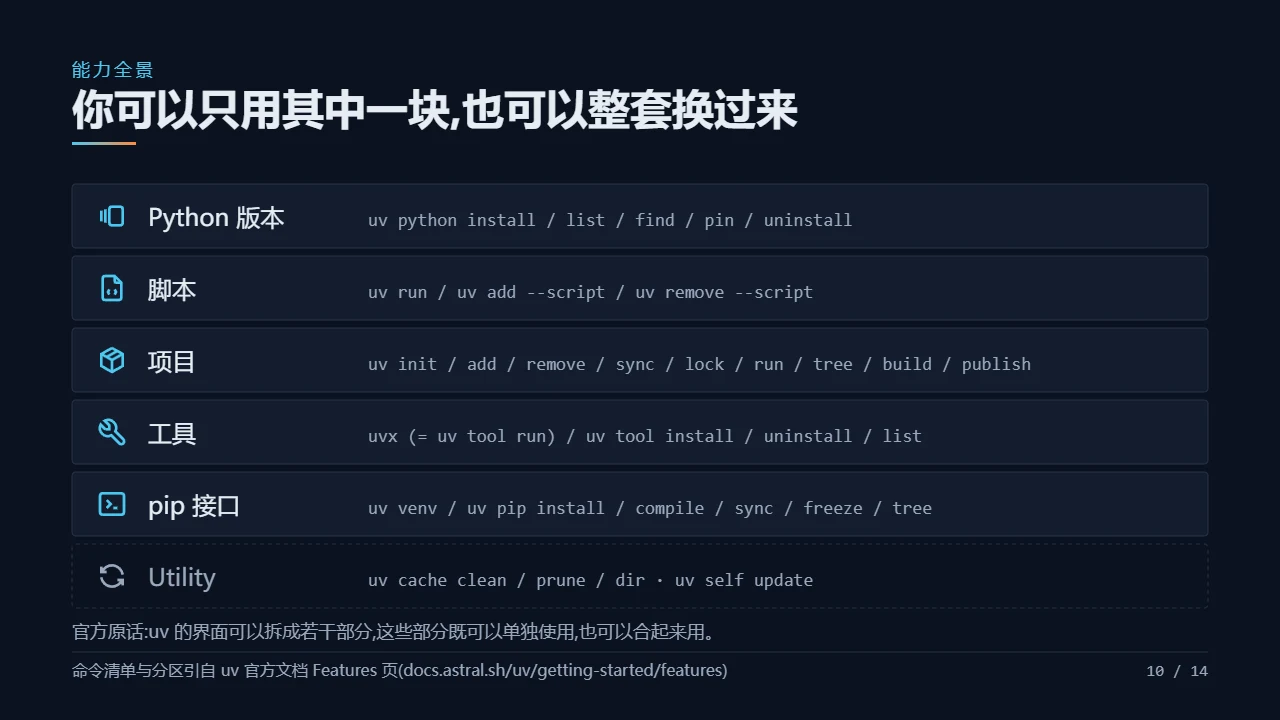 能力全景
你可以只用其中一块,也可以整套换过来
Python 版本
uv python install / list / find / pin / uninstall
脚本
uv run / uv add --script / uv remove --script
项目
uv init / add / remove / sync / lock / run / tree / build / publish
工具
uvx (= uv tool run) / uv tool install / uninstall / list
pip 接口
uv venv / uv pip install / compile / sync / freeze / tree
Utility
uv cache clean / prune / dir · uv self update
官方原话:uv 的界面可以拆成若干部分,这些部分既可以单独使用,也可以合起来用。
命令清单与分区引自 uv 官方文档 Features 页(docs.astral.sh/uv/getting-started/features)
10 / 14